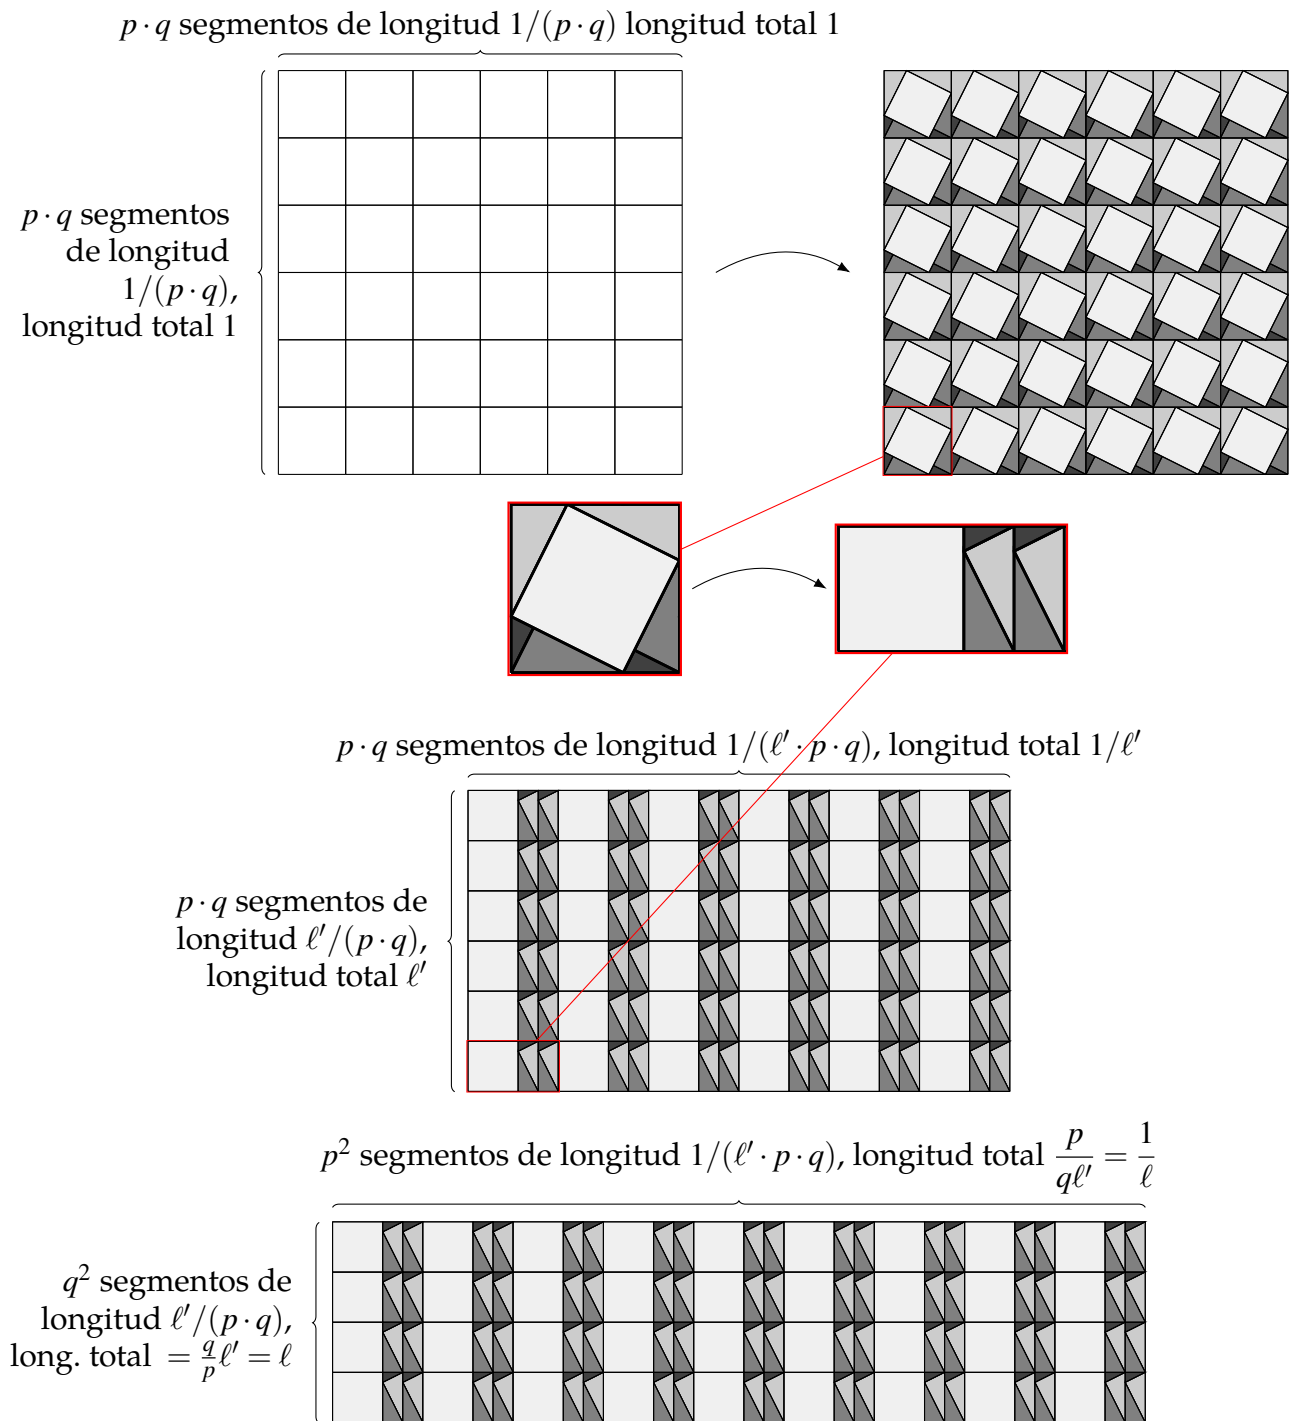 p · q segmentos de longitud 1/(p · q) longitud total 1
p · q segmentos
de longitud
1/(p · q),
longitud total 1
p · q segmentos de longitud 1/(ℓ′ · p · q), longitud total 1/ℓ′
p · q segmentos de
longitud ℓ′/(p · q),
longitud total ℓ′
p² segmentos de longitud 1/(ℓ′ · p · q), longitud total p/(qℓ′) = 1/ℓ
q² segmentos de
longitud ℓ′/(p · q),
long. total = q/p ℓ′ = ℓ